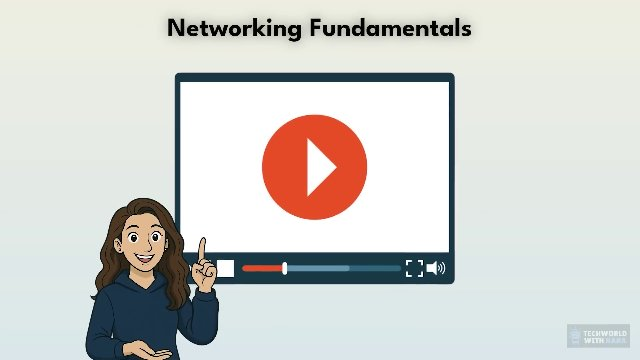 Networking Fundamentals
TECHWORLD
WITH NANA